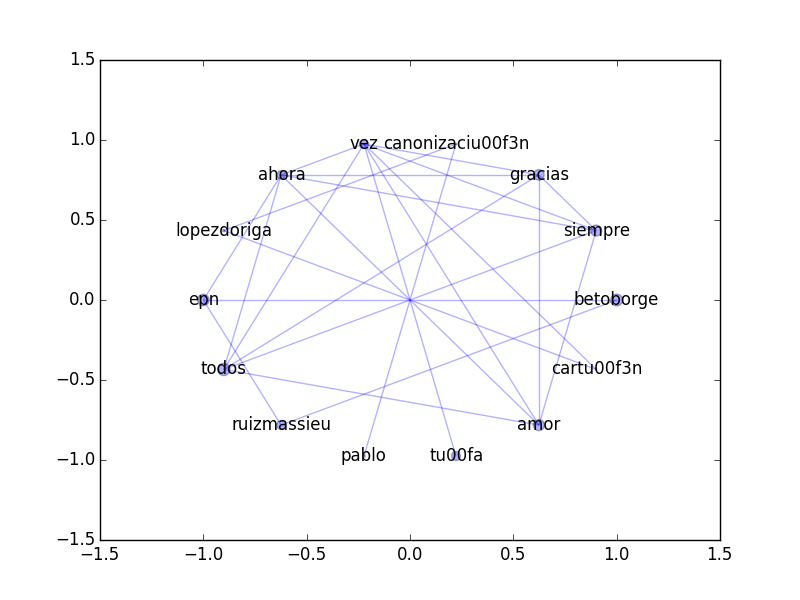 1.5
1.0
0.5
0.0
−0.5
−1.0
−1.5
vez canonizaciu00f3n
ahora gracias
lopezdoriga siempre
epn betoborge
todos cartu00f3n
ruizmassieu amor
pablo tu00fa
−1.5 −1.0 −0.5 0.0 0.5 1.0 1.5